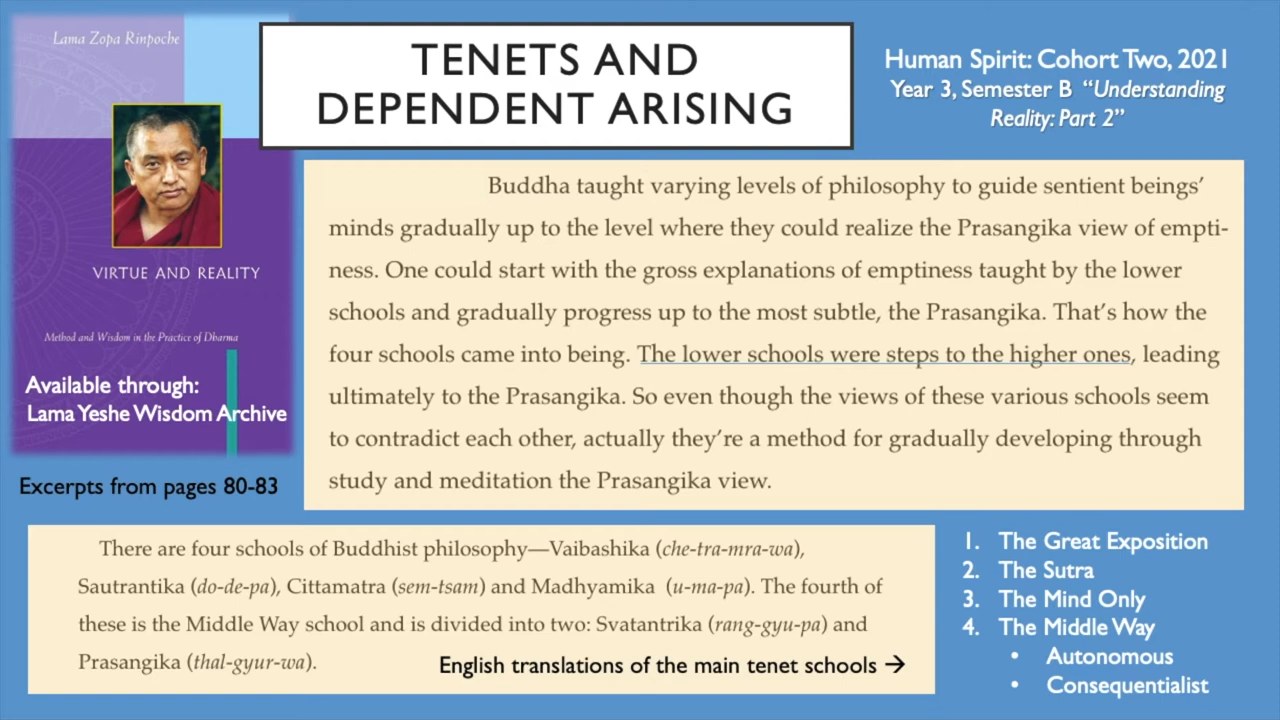 Lama Zopa Rinpoche
VIRTUE AND REALITY
Method and Wisdom in the Practice of Dharma
Available through:
Lama Yeshe Wisdom Archive
Excerpts from pages 80-83
TENETS AND
DEPENDENT ARISING
Human Spirit: Cohort Two, 2021
Year 3, Semester B “Understanding
Reality: Part 2”
Buddha taught varying levels of philosophy to guide sentient beings’
minds gradually up to the level where they could realize the Prasangika view of empti-
ness. One could start with the gross explanations of emptiness taught by the lower
schools and gradually progress up to the most subtle, the Prasangika. That’s how the
four schools came into being. The lower schools were steps to the higher ones, leading
ultimately to the Prasangika. So even though the views of these various schools seem
to contradict each other, actually they’re a method for gradually developing through
study and meditation the Prasangika view.
There are four schools of Buddhist philosophy—Vaibashika (che-tra-mra-wa),
Sautrantika (do-de-pa), Cittamatra (sem-tsam) and Madhyamika (u-ma-pa). The fourth of
these is the Middle Way school and is divided into two: Svatantrika (rang-gyu-pa) and
Prasangika (thal-gyur-wa).
English translations of the main tenet schools →
1. The Great Exposition
2. The Sutra
3. The Mind Only
4. The Middle Way
• Autonomous
• Consequentialist